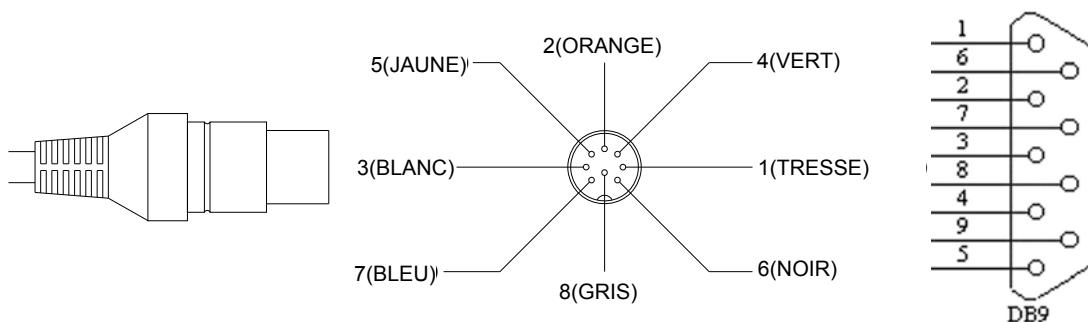 2(ORANGE)
5(JAUNE)
4(VERT)
3(BLANC)
1(TRESSE)
7(BLEU)
6(NOIR)
8(GRIS)
1
6
2
7
3
8
4
9
5
DB9